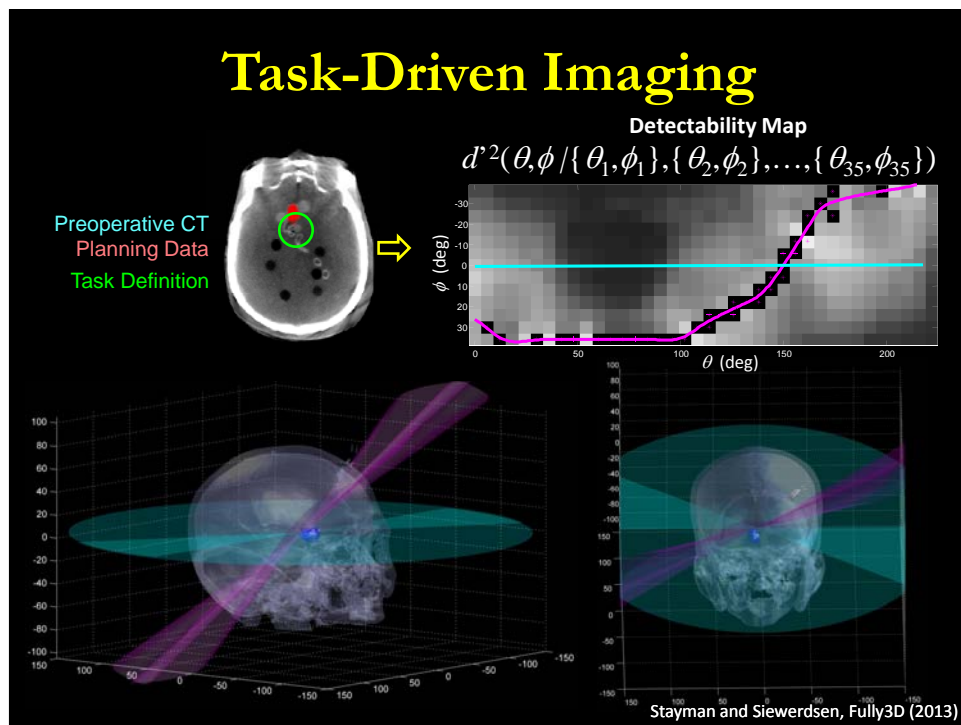 Task-Driven Imaging
Detectability Map
d’²(θ,ϕ/{θ₁,ϕ₁},{θ₂,ϕ₂},…,{θ₃₅,ϕ₃₅})
Preoperative CT
Planning Data
Task Definition
ϕ (deg)
-30
-20
-10
0
10
20
30
0 50 100 150 200
θ (deg)
100
80
60
40
20
0
-20
-40
-60
-80
-100
150 100 50 0 -50 -100 -150
-150 -100 -50 0 50 100 150
100
80
60
40
20
0
-20
-40
-60
-80
-100
150
100
50
0
-50
-100
-150
150 100 50 0 -50 -100 -150
Stayman and Siewerdsen, Fully3D (2013)